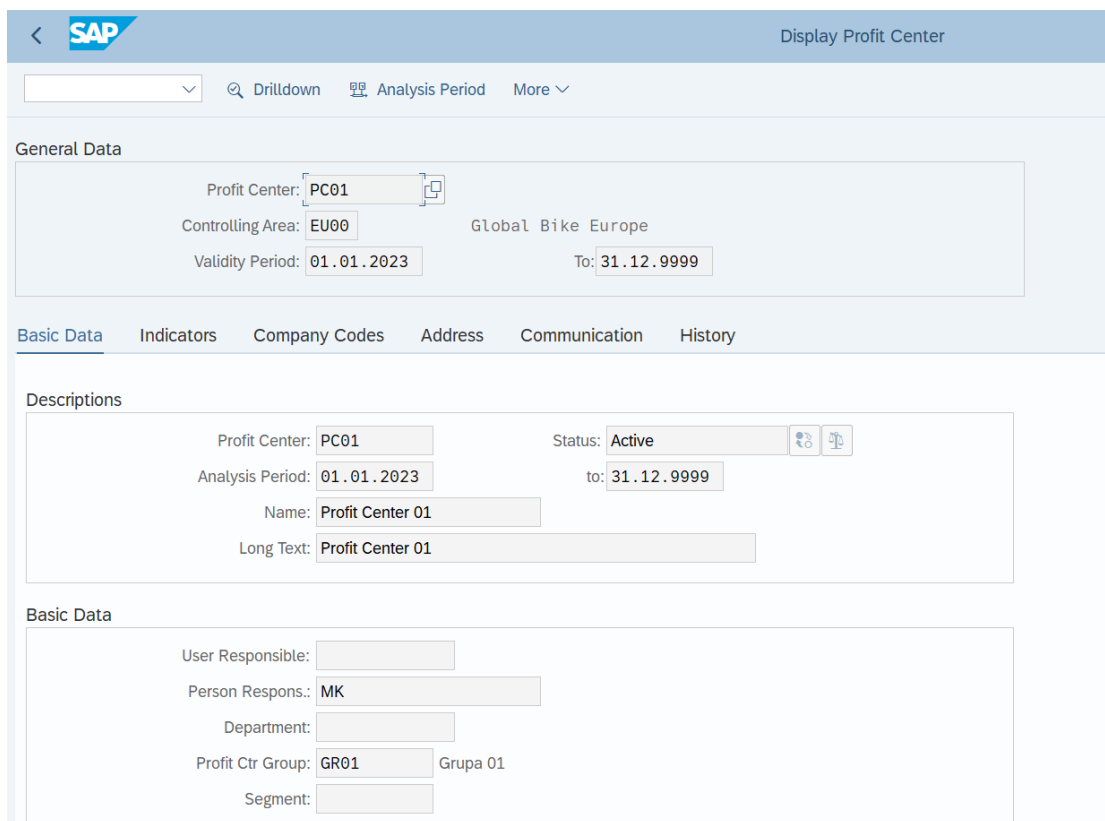 SAP Display Profit Center
Drilldown Analysis Period More
General Data
Profit Center: PC01
Controlling Area: EU00 Global Bike Europe
Validity Period: 01.01.2023 To: 31.12.9999
Basic Data Indicators Company Codes Address Communication History
Descriptions
Profit Center: PC01 Status: Active
Analysis Period: 01.01.2023 to: 31.12.9999
Name: Profit Center 01
Long Text: Profit Center 01
Basic Data
User Responsible:
Person Respons.: MK
Department:
Profit Ctr Group: GR01 Grupa 01
Segment: